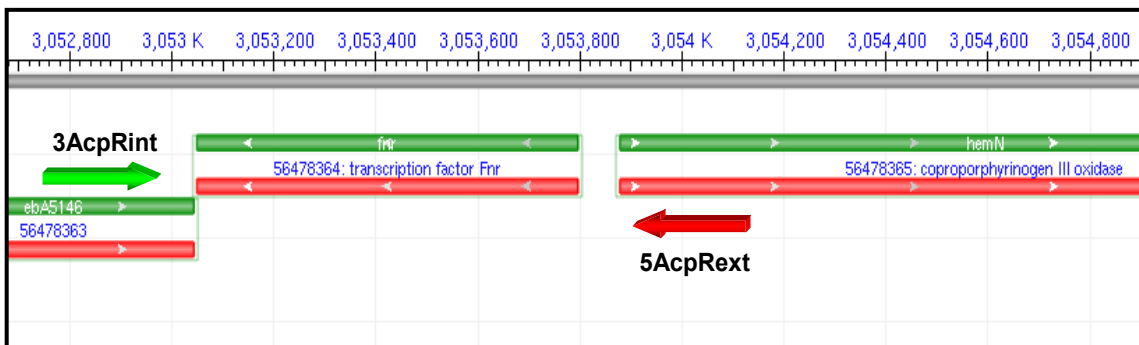 3,052,800 3,053 K 3,053,200 3,053,400 3,053,600 3,053,800 3,054 K 3,054,200 3,054,400 3,054,600 3,054,800
3AcpRint fnr hemN
56478364: transcription factor Fnr 56478365: coproporphyrinogen III oxidase
ebA5146
56478363
5AcpRext